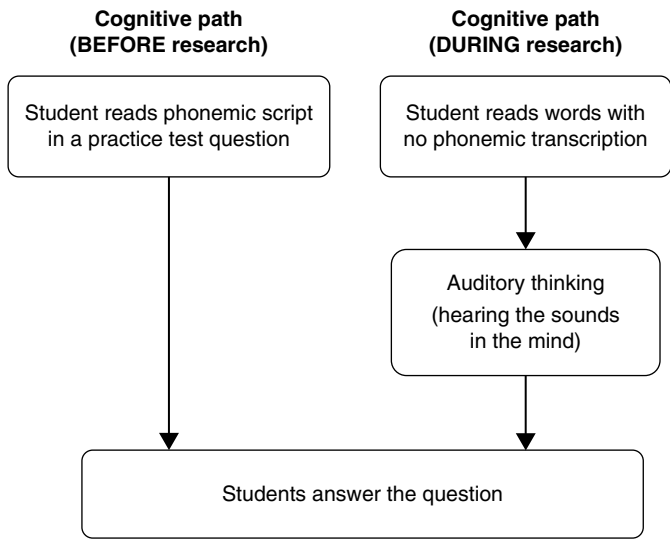 Cognitive path
(BEFORE research)
Cognitive path
(DURING research)
Student reads phonemic script
in a practice test question
Student reads words with
no phonemic transcription
Auditory thinking
(hearing the sounds
in the mind)
Students answer the question